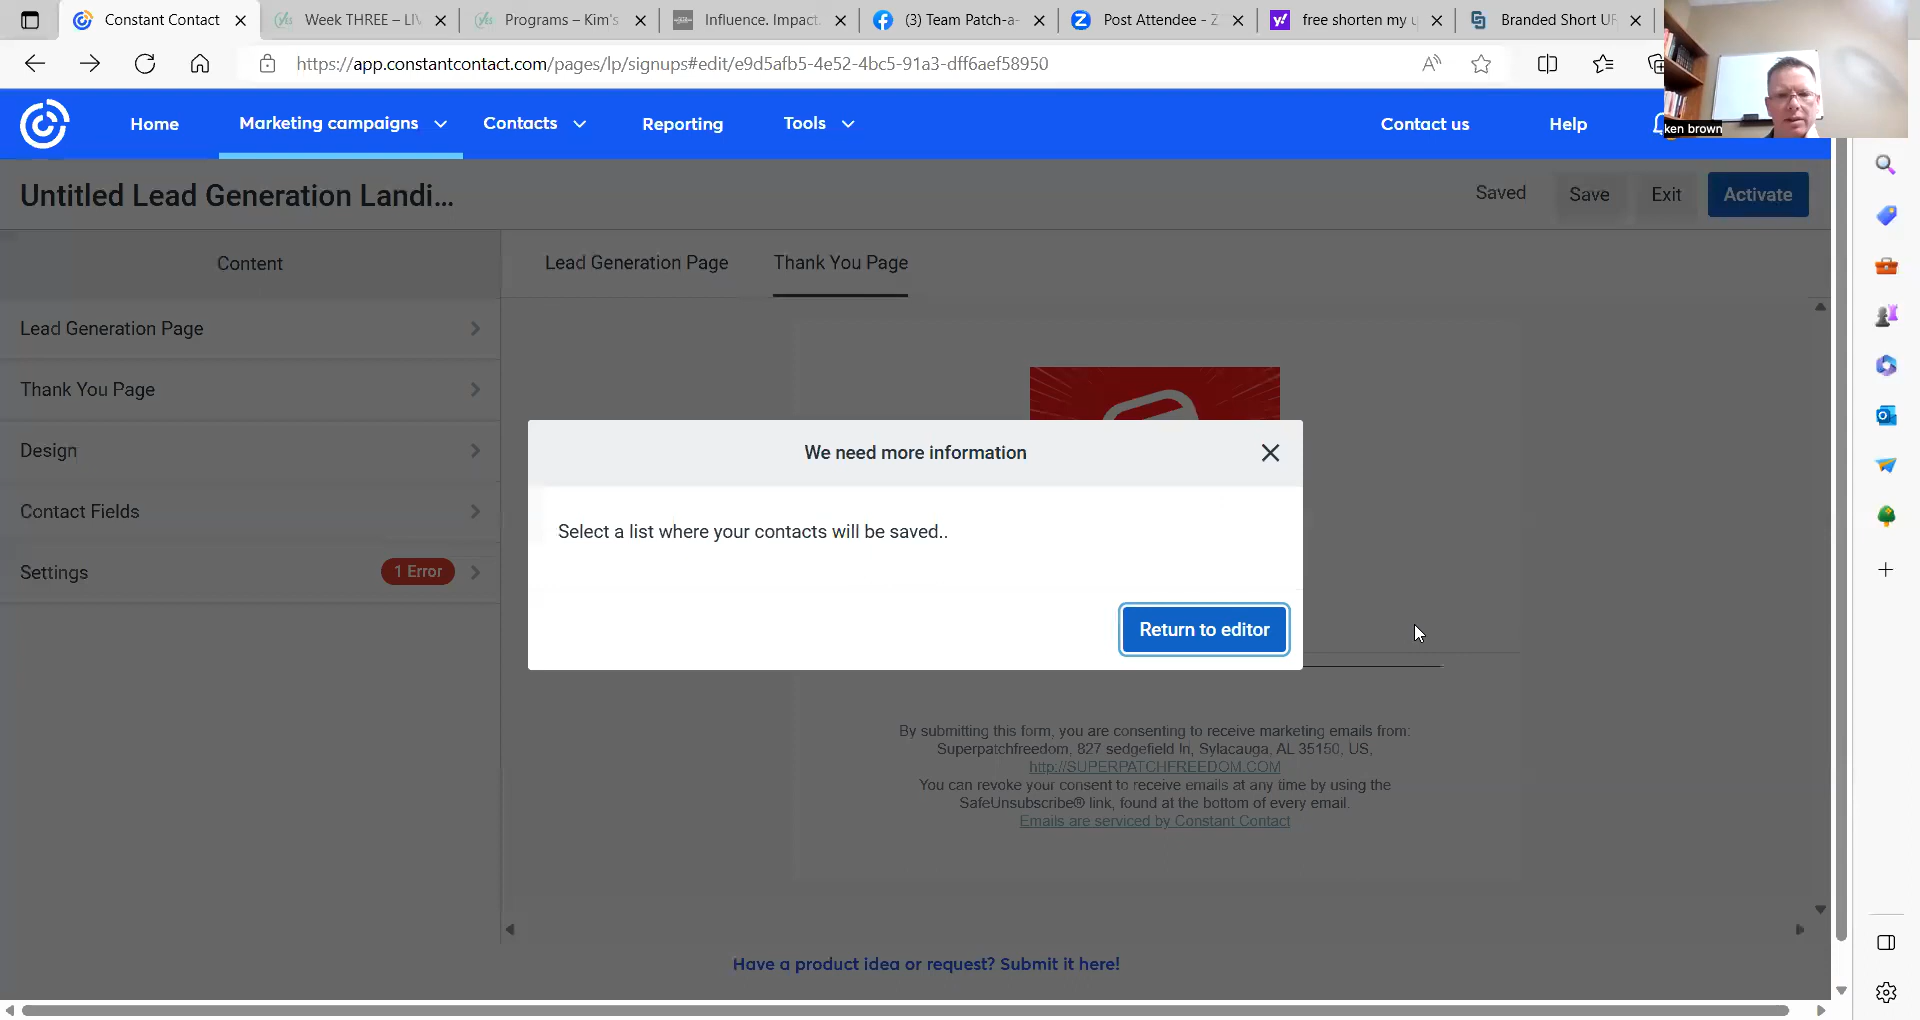 Constant Contact
Week THREE – LIV
Programs – Kim's
Influence. Impact.
(3) Team Patch-a-
Post Attendee - Z
free shorten my u
Branded Short UR
https://app.constantcontact.com/pages/lp/signups#edit/e9d5afb5-4e52-4bc5-91a3-dff6aef58950
ken brown
Home
Marketing campaigns
Contacts
Reporting
Tools
Contact us
Help
Untitled Lead Generation Landi...
Saved
Save
Exit
Activate
Content
Lead Generation Page
Thank You Page
Lead Generation Page
Thank You Page
Design
Contact Fields
Settings
1 Error
We need more information
Select a list where your contacts will be saved..
Return to editor
By submitting this form, you are consenting to receive marketing emails from:
Superpatchfreedom, 827 sedgefield ln, Sylacauga, AL 35150, US,
http://SUPERPATCHFREEDOM.COM
You can revoke your consent to receive emails at any time by using the
SafeUnsubscribe® link, found at the bottom of every email.
Emails are serviced by Constant Contact
Have a product idea or request? Submit it here!